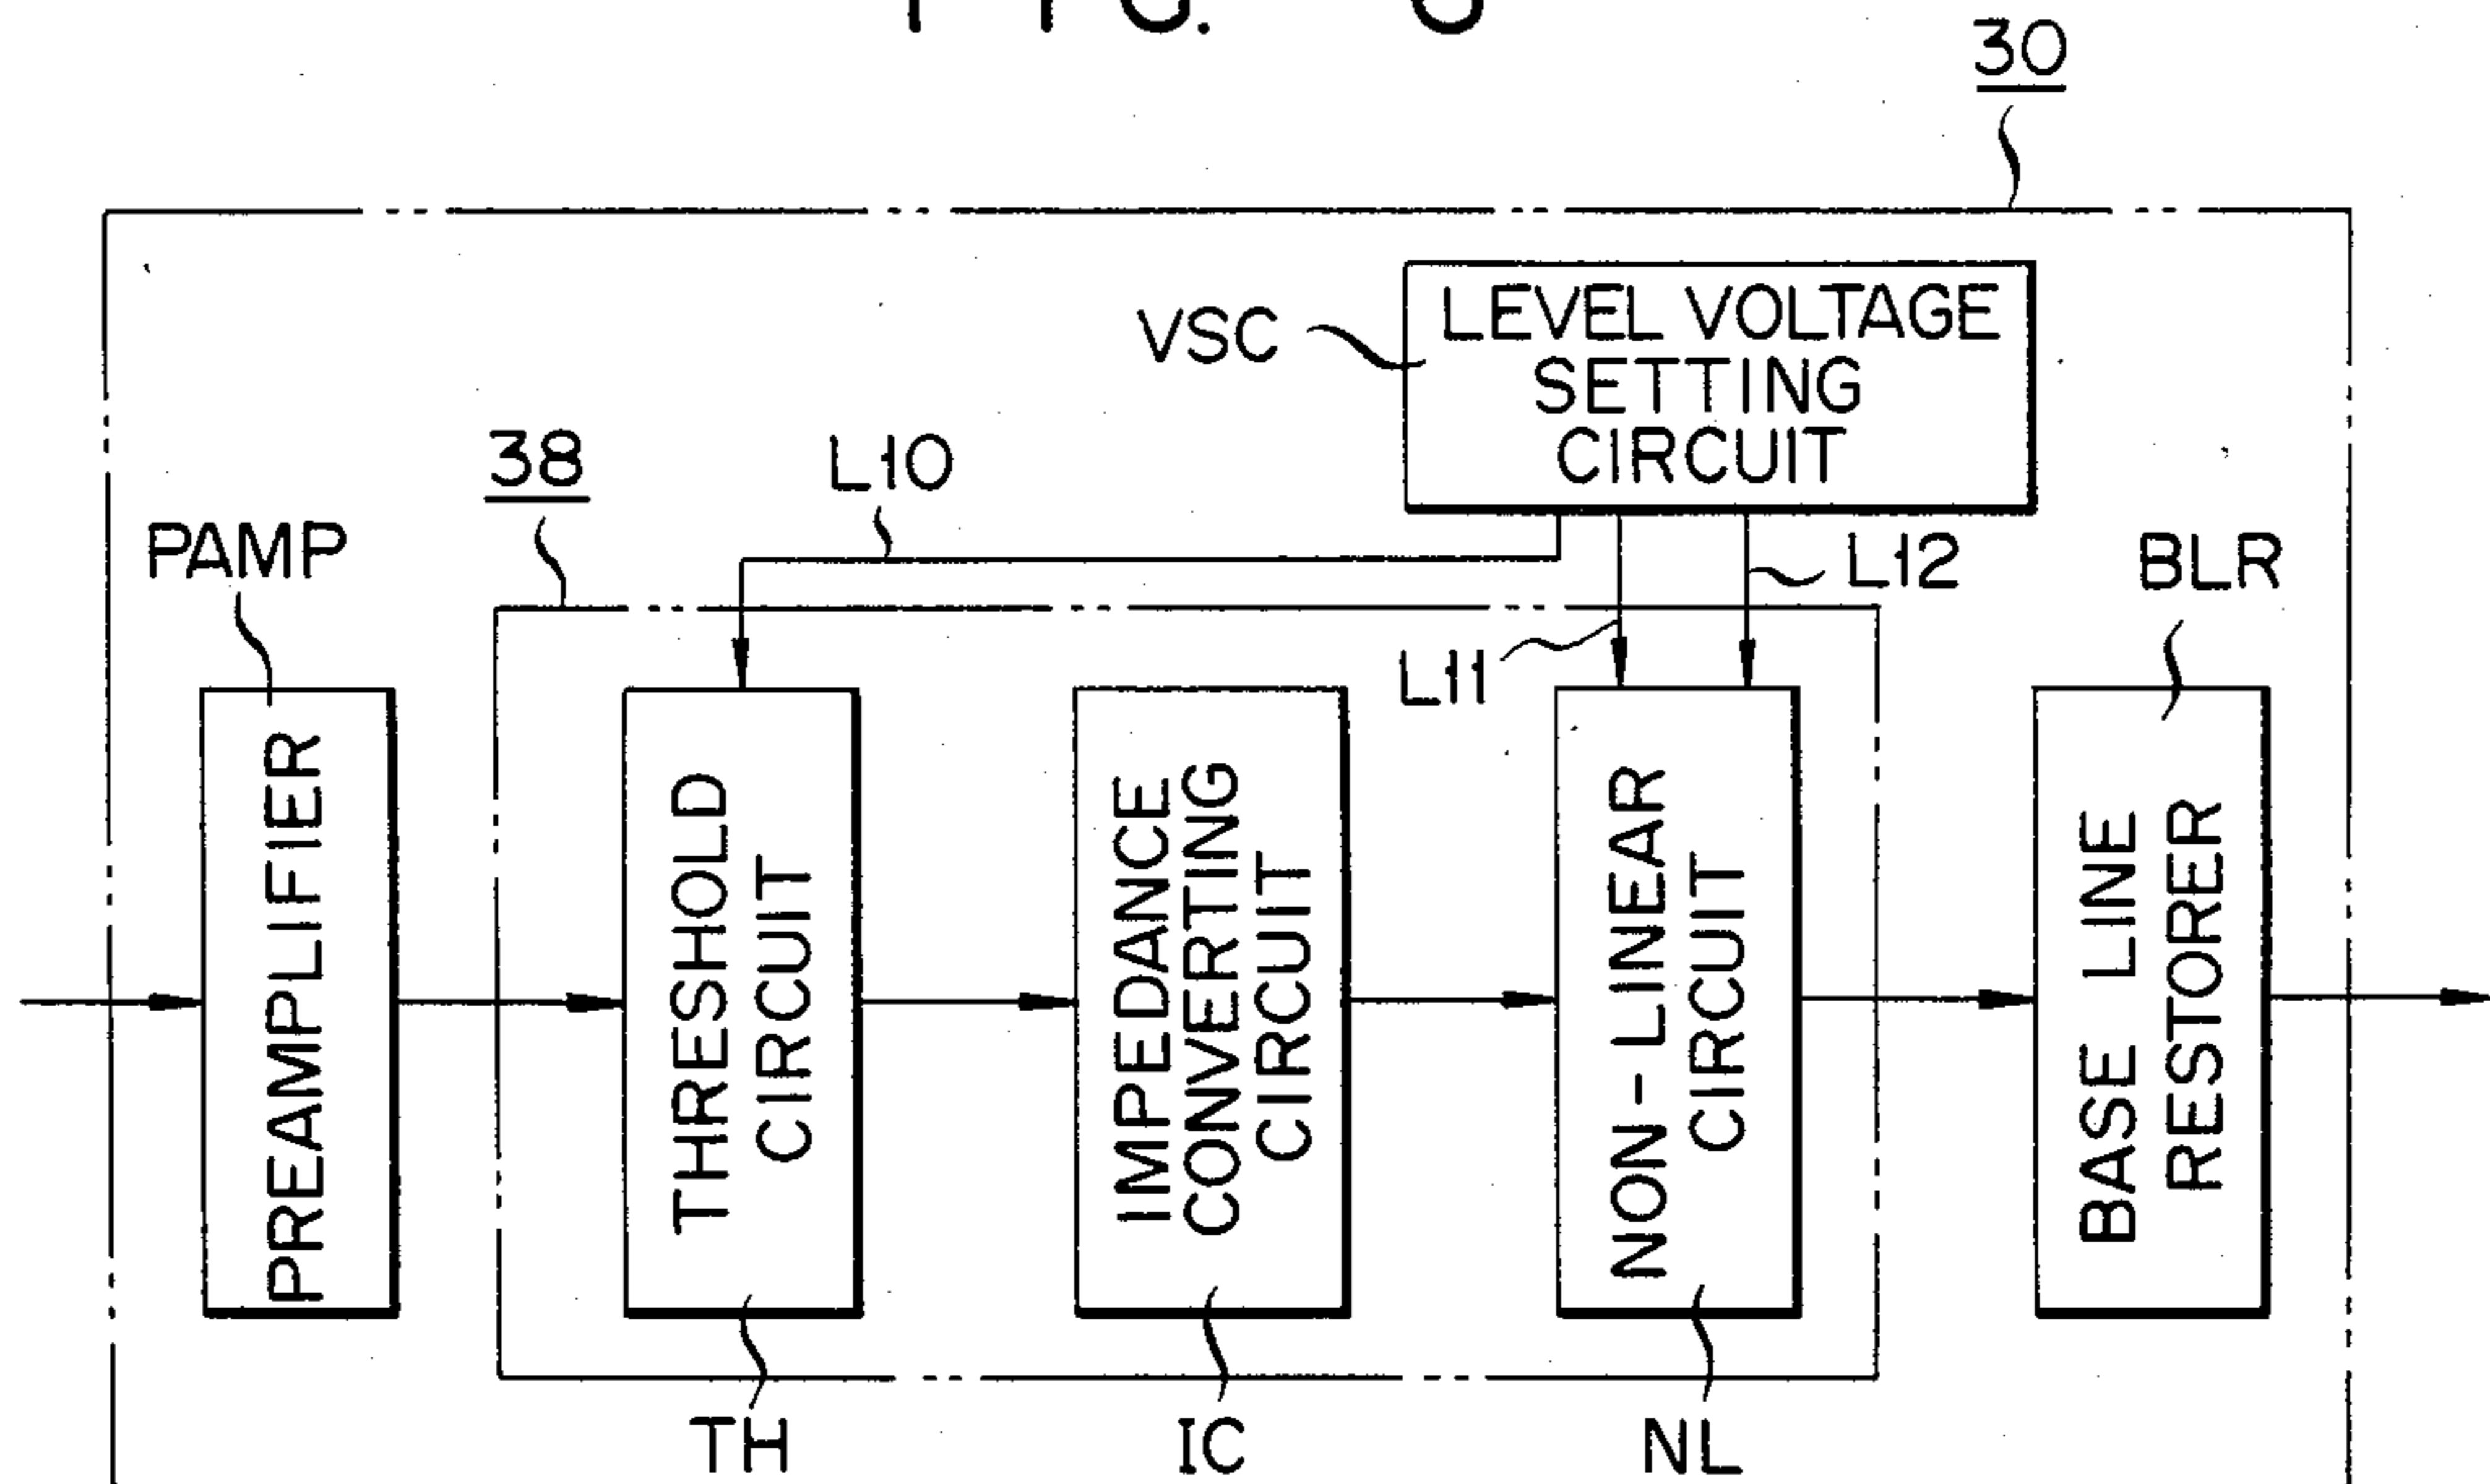 FIG.
30
LEVEL VOLTAGE
SETTING
CIRCUIT
VSC
38
L10
PAMP
L12
BLR
L11
PREAMPLIFIER
THRESHOLD
CIRCUIT
IMPEDANCE
CONVERTING
CIRCUIT
NON-LINEAR
CIRCUIT
BASE LINE
RESTORER
TH
IC
NL